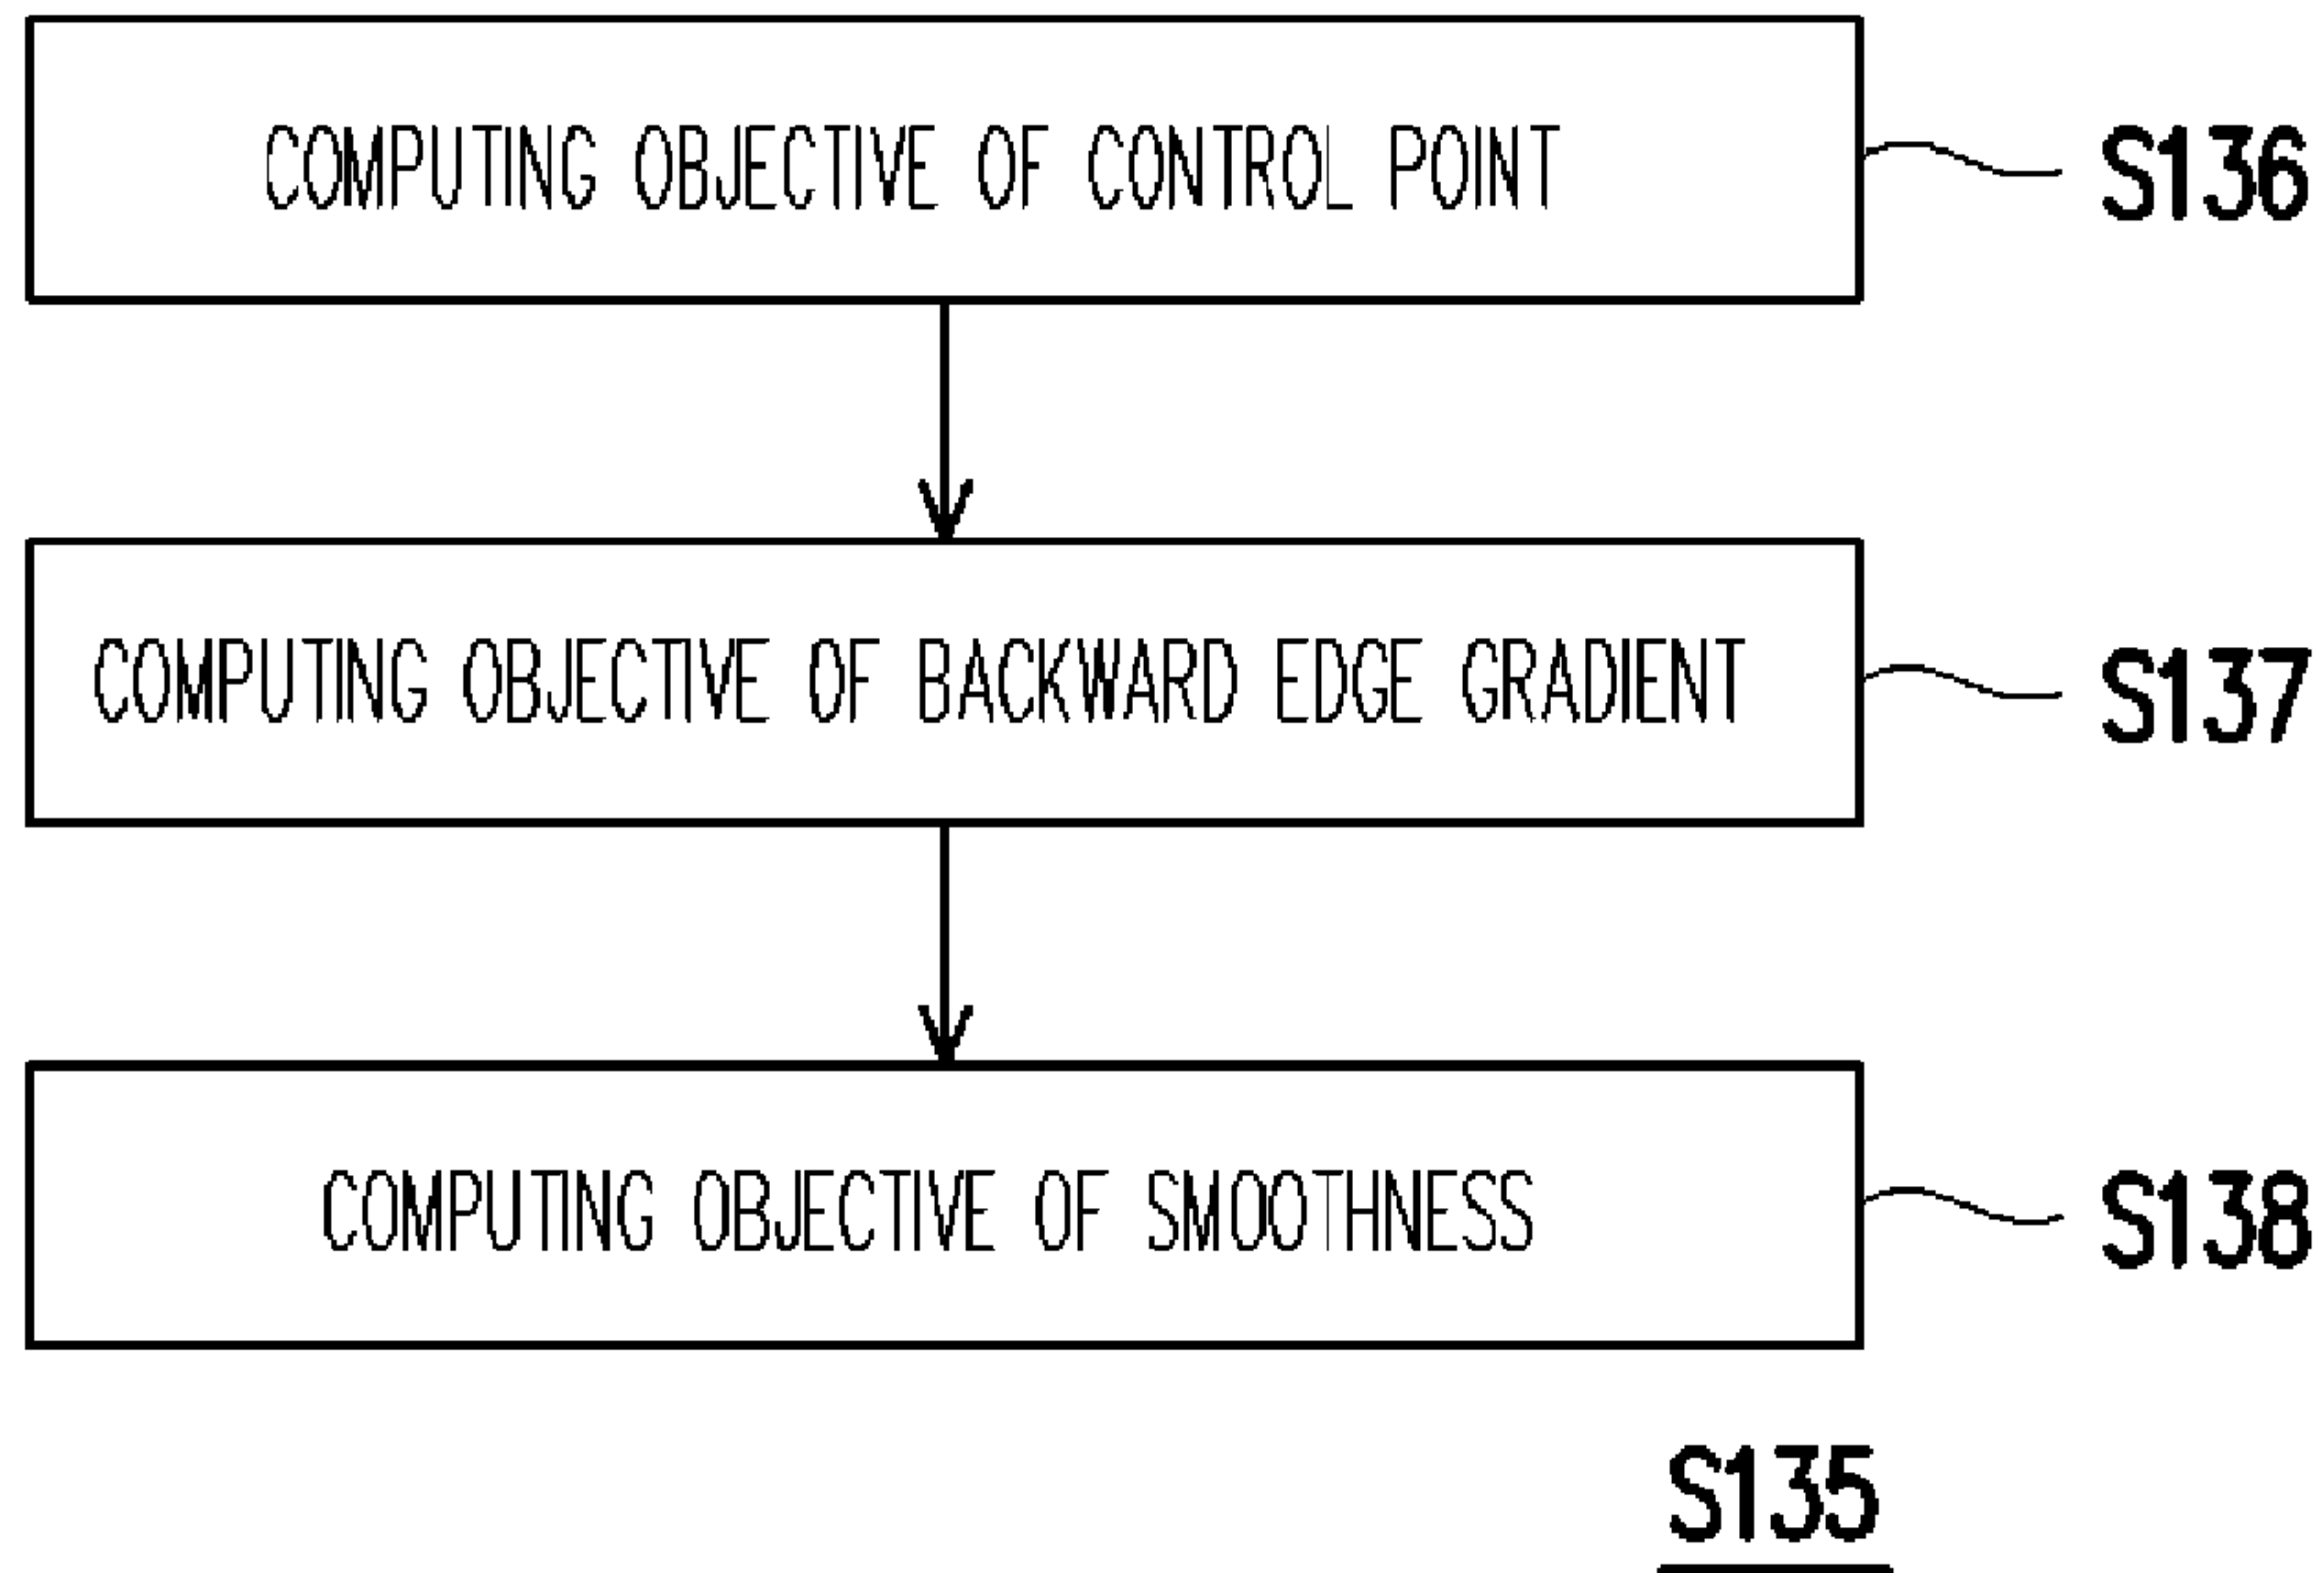 COMPUTING OBJECTIVE OF CONTROL POINT
S136
COMPUTING OBJECTIVE OF BACKWARD EDGE GRADIENT
S137
COMPUTING OBJECTIVE OF SMOOTHNESS
S138
S135